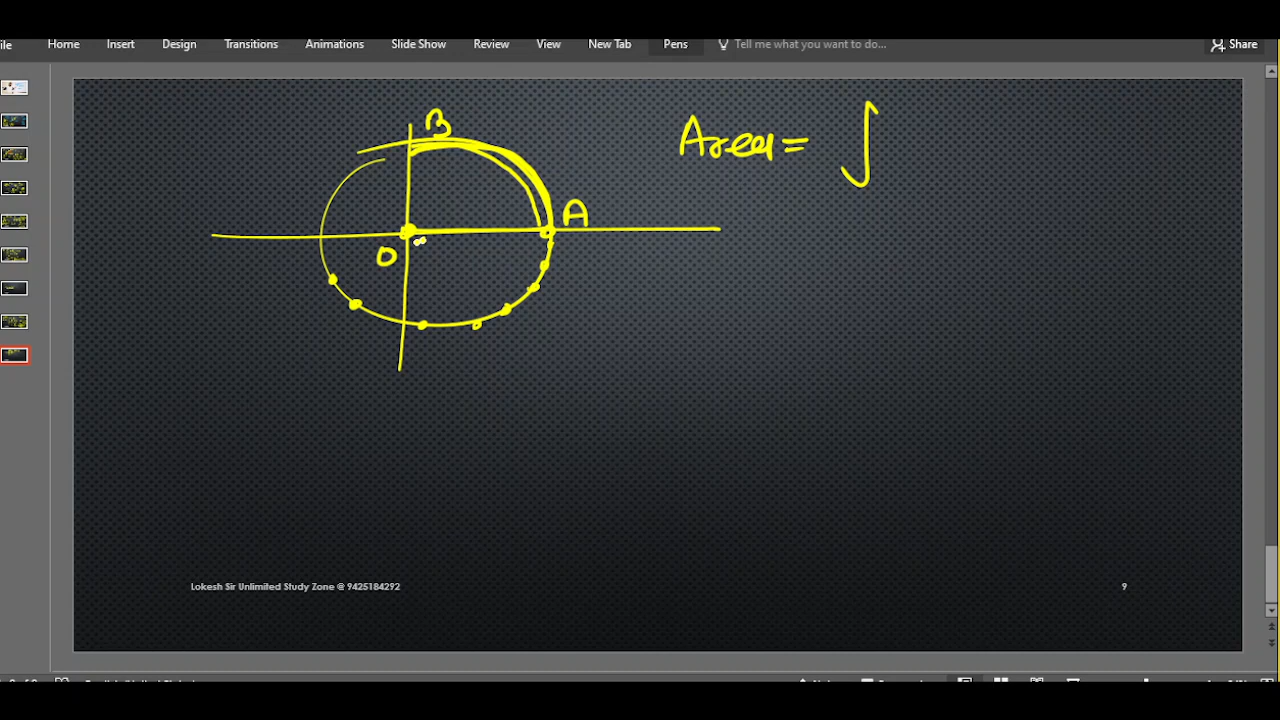 ile Home Insert Design Transitions Animations Slide Show Review View New Tab Pens Tell me what you want to do... Share
B
Area = ∫
A
O
Lokesh Sir Unlimited Study Zone @ 9425184292
9